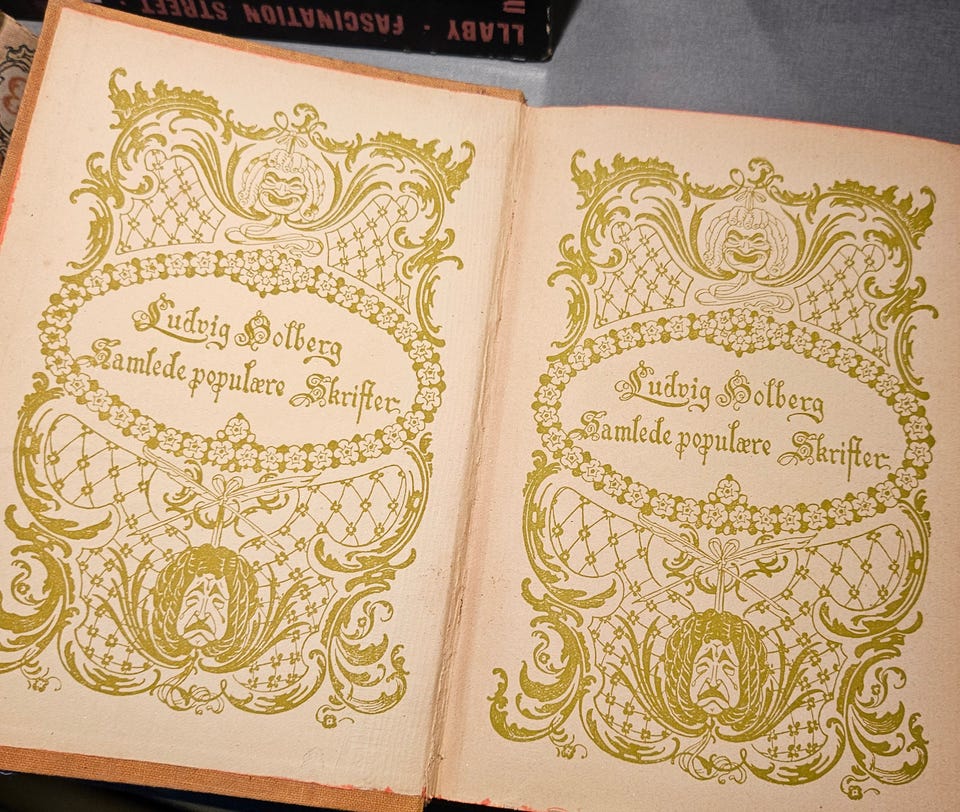 LLABY · FASCINATION STREET ·
Ludvig Holberg
Samlede populære Skrifter
Ludvig Holberg
Samlede populære Skrifter